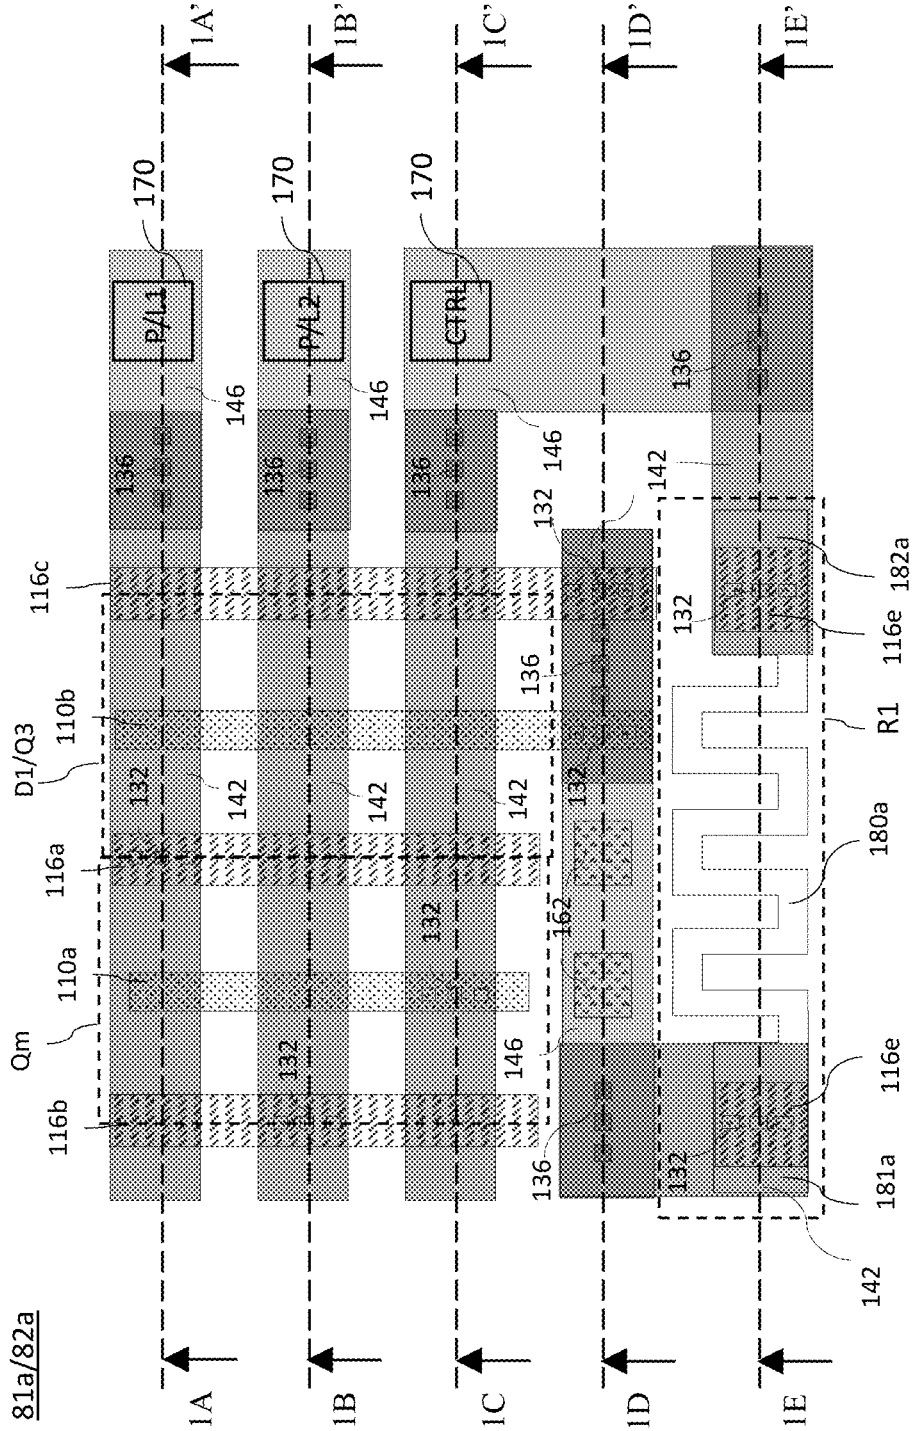 81a/82a
Qm
D1/Q3
116b
110a
116a
110b
116c
132
136
170
P/L1
1A
142
146
1A'
132
136
170
P/L2
1B
142
146
1B'
132
136
170
CTRL
1C
142
146
1C'
136
146
162
132
136
132
1D
142
1D'
132
132
136
1E
1E'
142
181a
116e
180a
R1
116e
182a